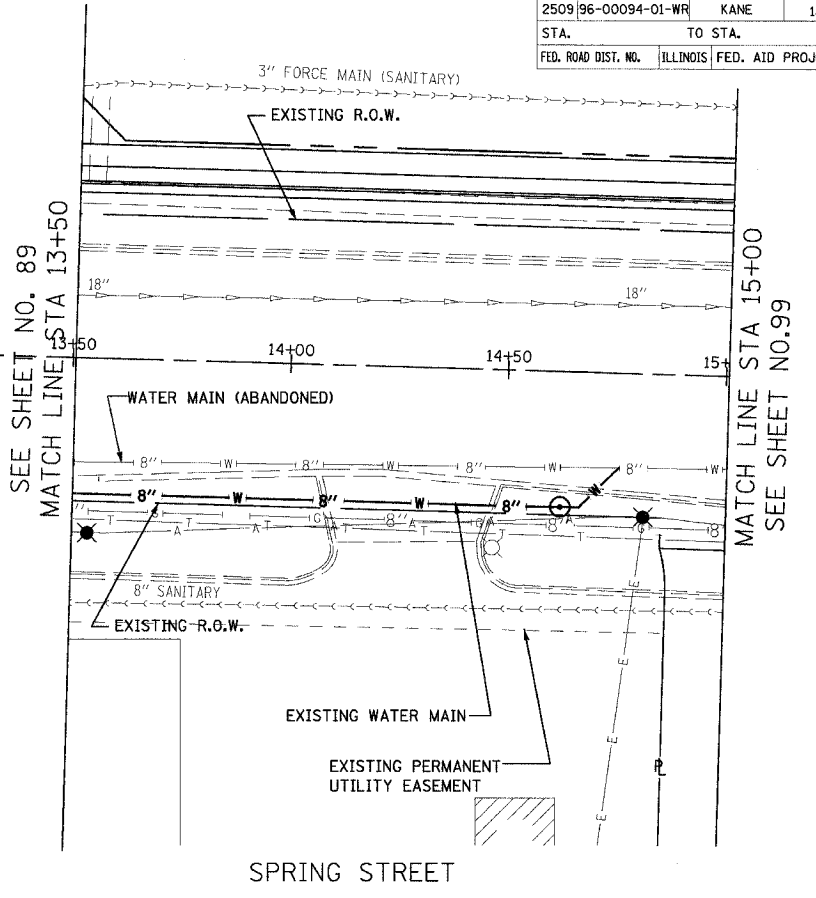 2509 96-00094-01-WR KANE
STA. TO STA.
FED. ROAD DIST. NO. ILLINOIS FED. AID PROJ
3" FORCE MAIN (SANITARY)
EXISTING R.O.W.
SEE SHEET NO. 89
MATCH LINE STA 13+50
MATCH LINE STA 15+00
SEE SHEET NO.99
18" 18"
13+50 14+00 14+50 15+
WATER MAIN (ABANDONED)
8" W 8" W 8" W 8" W
8" W 8" W 8" W
T A T A T G A T 8" A T G A T 8" A T G 8
8" SANITARY
EXISTING R.O.W.
E
E
E
E
EXISTING WATER MAIN
EXISTING PERMANENT
UTILITY EASEMENT
PL
SPRING STREET